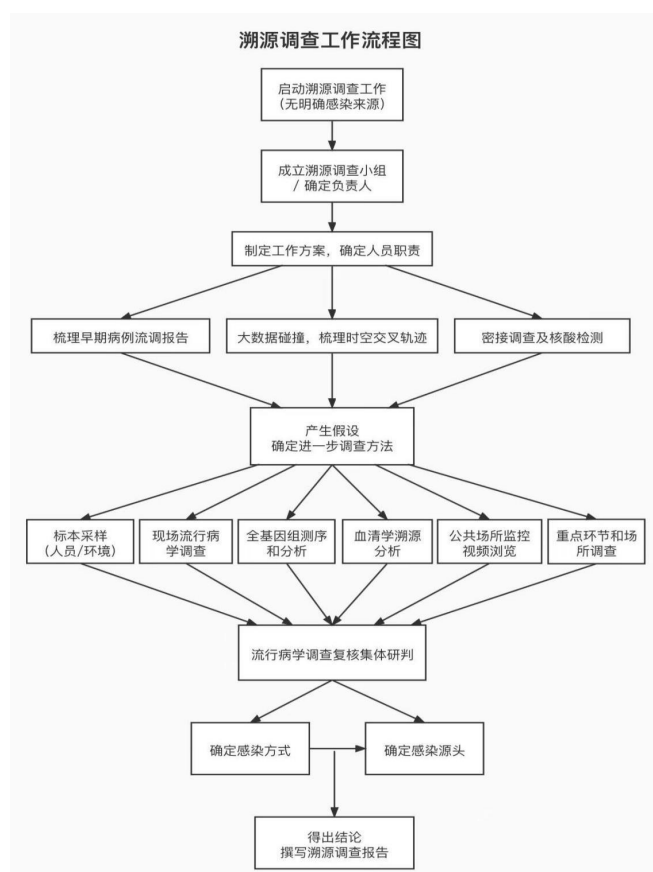 溯源调查工作流程图
启动溯源调查工作
(无明确感染来源)
成立溯源调查小组
/ 确定负责人
制定工作方案，确定人员职责
梳理早期病例流调报告
大数据碰撞，梳理时空交叉轨迹
密接调查及核酸检测
产生假设
确定进一步调查方法
标本采样
(人员/环境)
现场流行病
学调查
全基因组测序
和分析
血清学溯源
分析
公共场所监控
视频浏览
重点环节和场
所调查
流行病学调查复核集体研判
确定感染方式
确定感染源头
得出结论
撰写溯源调查报告